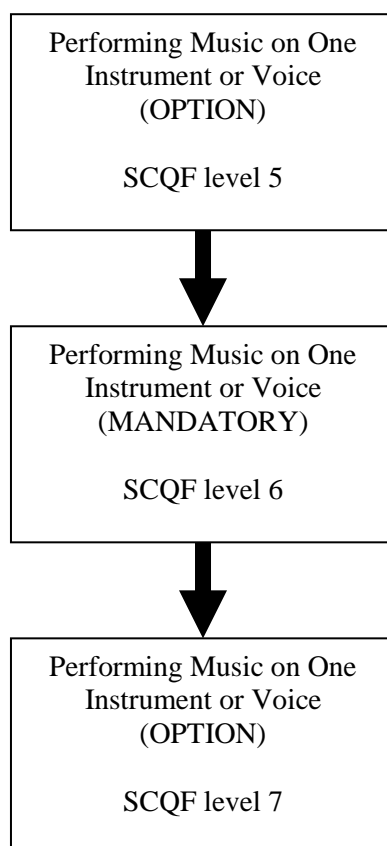 Performing Music on One
Instrument or Voice
(OPTION)
SCQF level 5
Performing Music on One
Instrument or Voice
(MANDATORY)
SCQF level 6
Performing Music on One
Instrument or Voice
(OPTION)
SCQF level 7